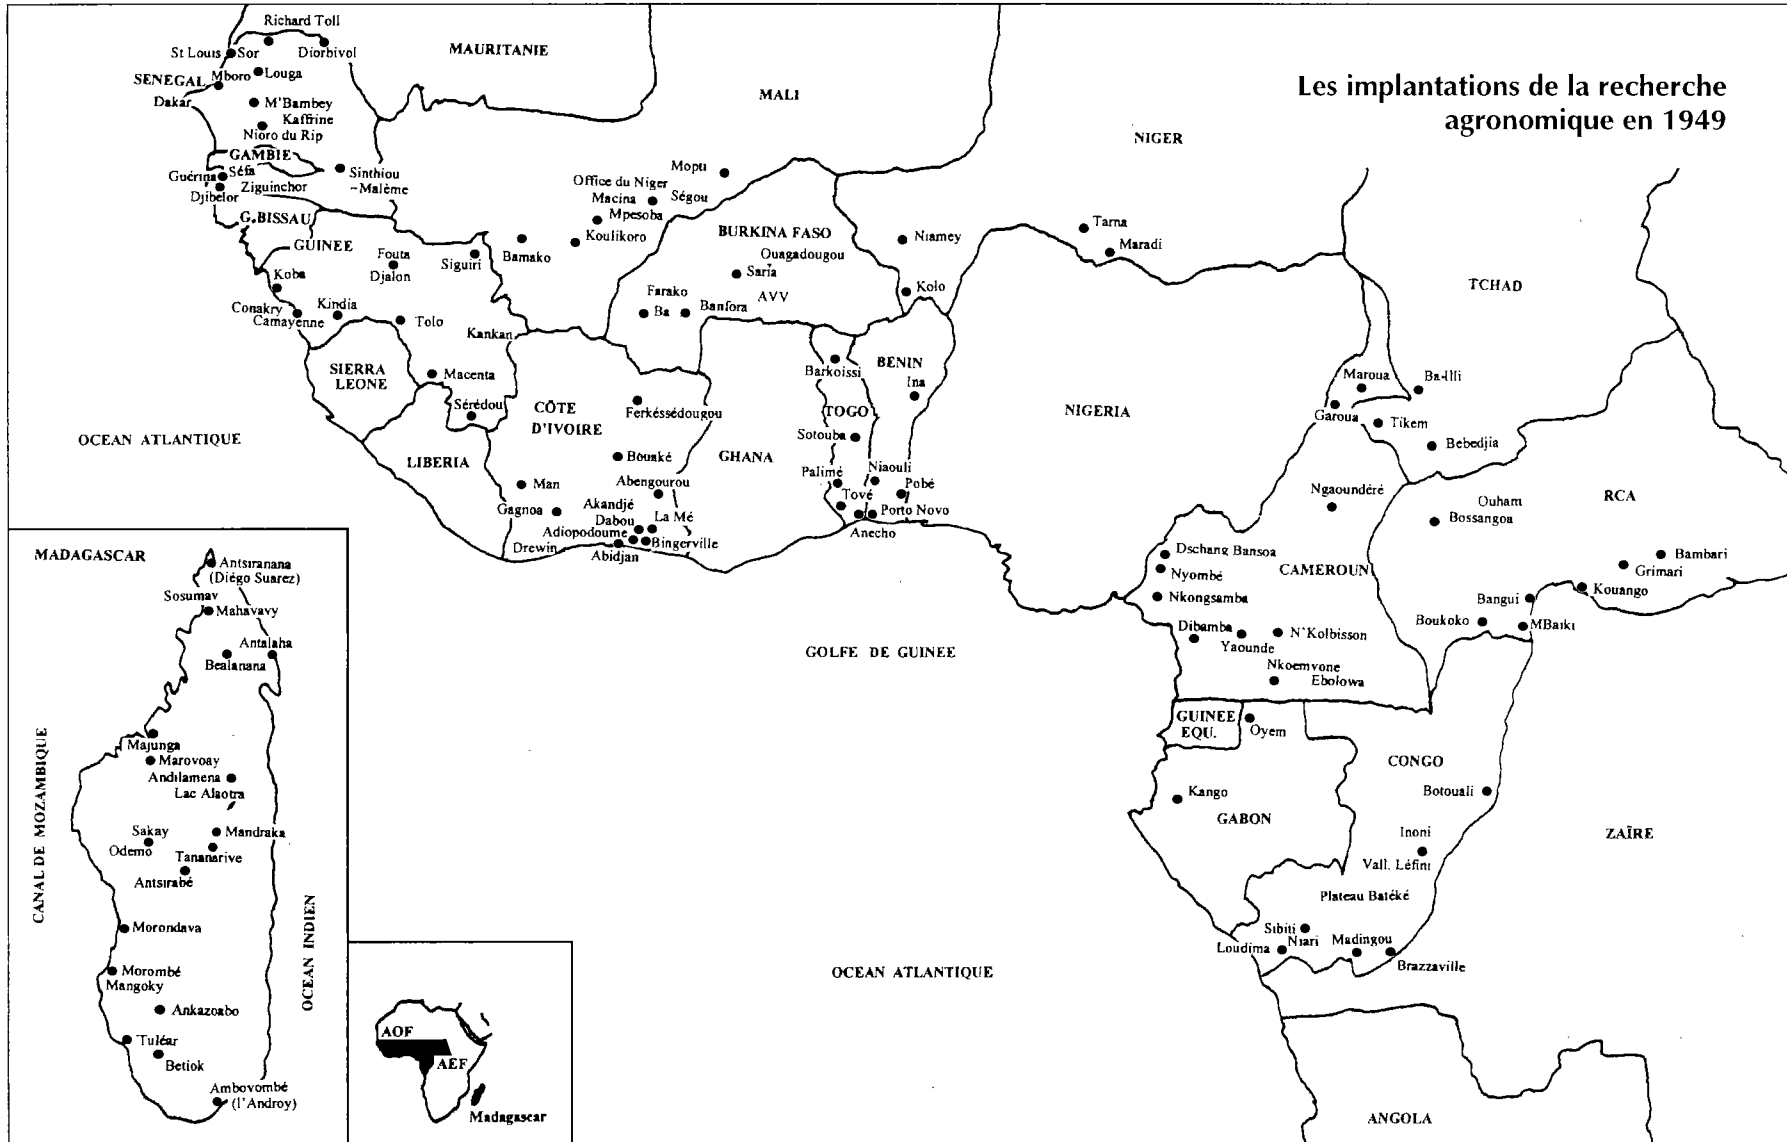 Les implantations de la recherche
agronomique en 1949
Richard Toll
St Louis
Sor
Diorbivol
MAURITANIE
SENEGAL
Mboro
Louga
Dakar
M'Bambey
Kaffrine
Nioro du Rip
GAMBIE
Guérina
Séfa
Djibelor
Ziguinchor
Sinthiou
-Malème
MALI
NIGER
Mopti
Office du Niger
Macina
Ségou
Mpesoba
Koulikoro
Bamako
G.BISSAU
GUINEE
Fouta
Djalon
Siguiri
Koba
Conakry
Camayenne
Kindia
Tolo
Kankan
BURKINA FASO
Ouagadougou
Saria
AVV
Farako
Ba
Banfora
Niamey
Kolo
Tarna
Maradi
TCHAD
SIERRA
LEONE
Macenta
Sérédou
LIBERIA
CÔTE
D'IVOIRE
Ferkéssédougou
Bouaké
Man
Gagnoa
Abengourou
Akandjé
Dabou
La Mé
Adiopodoume
Bingerville
Drewin
Abidjan
GHANA
Barkoissi
TOGO
Sotouba
Palimé
Tové
Anecho
BENIN
Ina
Niaouli
Pobé
Porto Novo
NIGERIA
Maroua
Ba-Illi
Garoua
Tikem
Bebedjia
Ngaoundéré
RCA
Ouham
Bossangoa
Bambari
Grimari
Kouango
Bangui
Boukoko
MBaiki
Dschang Bansoa
CAMEROUN
Nyombé
Nkongsamba
Dibamba
N'Kolbisson
Yaounde
Nkoemvone
Ebolowa
OCEAN ATLANTIQUE
GOLFE DE GUINEE
GUINEE
EQU.
Oyem
CONGO
Kango
GABON
Botouali
ZAÏRE
Inoni
Vall. Léfini
Plateau Batéké
Sibiti
Niari
Loudima
Madingou
Brazzaville
OCEAN ATLANTIQUE
ANGOLA
MADAGASCAR
Antsiranana
(Diégo Suarez)
Sosumav
Mahavavy
Antalaha
Bealanana
CANAL DE MOZAMBIQUE
Majunga
Marovoay
Andilamena
Lac Alaotra
Sakay
Odemo
Mandraka
Tananarive
Antsirabé
Morondava
OCEAN INDIEN
Morombé
Mangoky
Ankazoabo
Tuléar
Betiok
Ambovombé
(l'Androy)
AOF
AEF
Madagascar